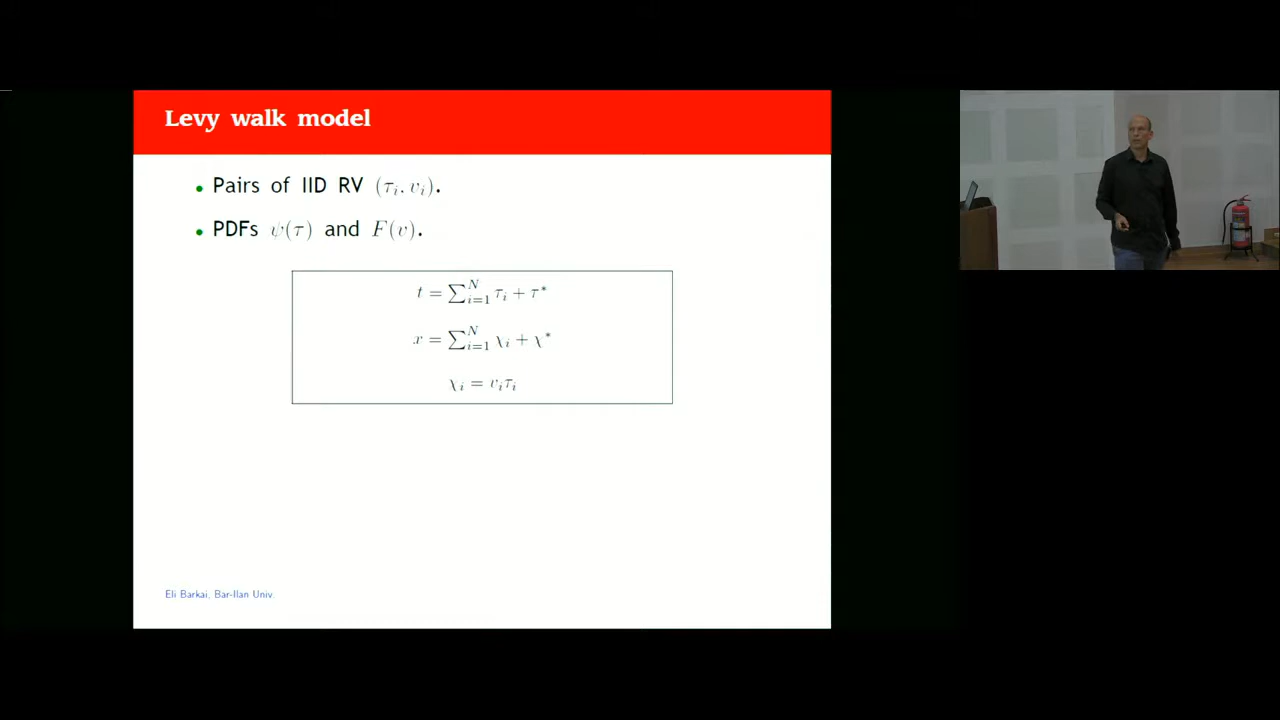 Levy walk model
• Pairs of IID RV (τᵢ, vᵢ).
• PDFs ψ(τ) and F(v).
t = ∑ᵢ₌₁ᴺ τᵢ + τ*
x = ∑ᵢ₌₁ᴺ χᵢ + χ*
χᵢ = vᵢτᵢ
Eli Barkai, Bar-Ilan Univ.